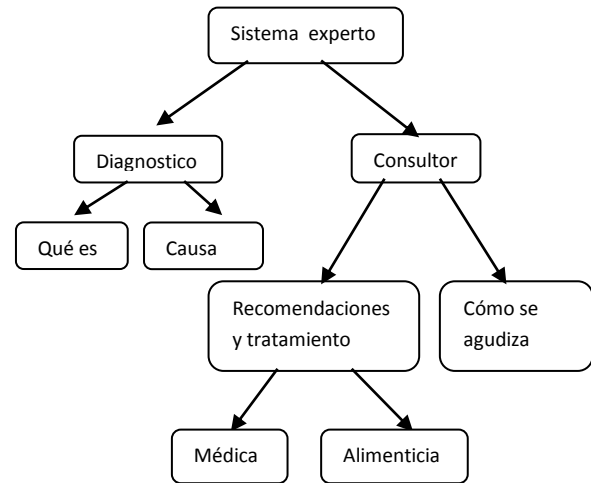 Sistema experto
Diagnostico
Consultor
Qué es
Causa
Recomendaciones
y tratamiento
Cómo se
agudiza
Médica
Alimenticia